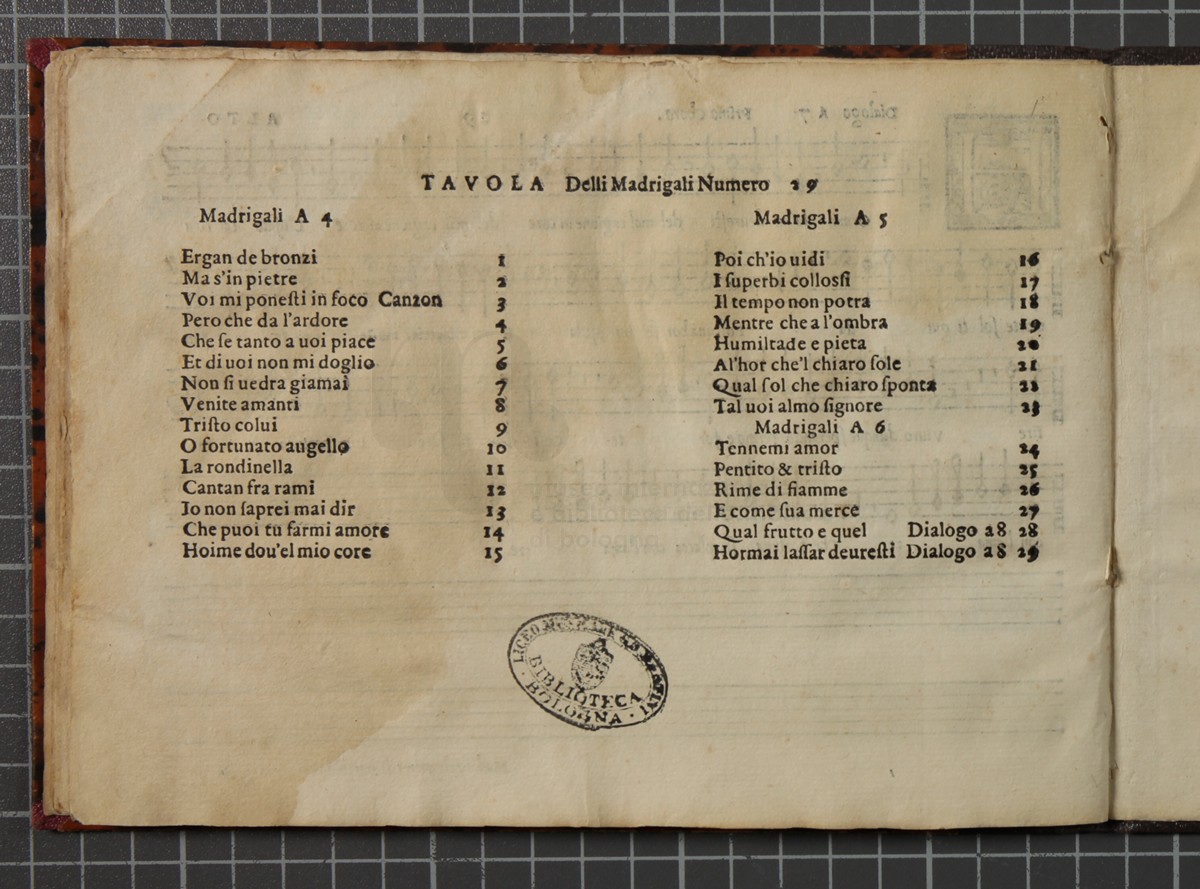 TAVOLA Delli Madrigali Numero 29
Madrigali A 4
Ergan de bronzi 1
Ma s'in pietre 2
Voi mi poneſti in foco Canzon 3
Pero che da l'ardore 4
Che ſe tanto a uoi piace 5
Et di uoi non mi doglio 6
Non ſi uedra giamai 7
Venite amanti 8
Triſto colui 9
O fortunato augello 10
La rondinella 11
Cantan fra rami 12
Io non ſaprei mai dir 13
Che puoi tu farmi amore 14
Hoime dou'el mio core 15
Madrigali A 5
Poi ch'io uidi 16
I ſuperbi colloſſi 17
Il tempo non potra 18
Mentre che a l'ombra 19
Humiltade e pieta 20
Al'hor che'l chiaro ſole 21
Qual ſol che chiaro ſponta 22
Tal uoi almo ſignore 23
Madrigali A 6
Tennemi amor 24
Pentito & triſto 25
Rime di fiamme 26
E come ſua merce 27
Qual frutto e quel Dialogo a 8 28
Hormai laſſar deureſti Dialogo a 8 29
LICEO
BIBLIOTECA
BOLOGNA